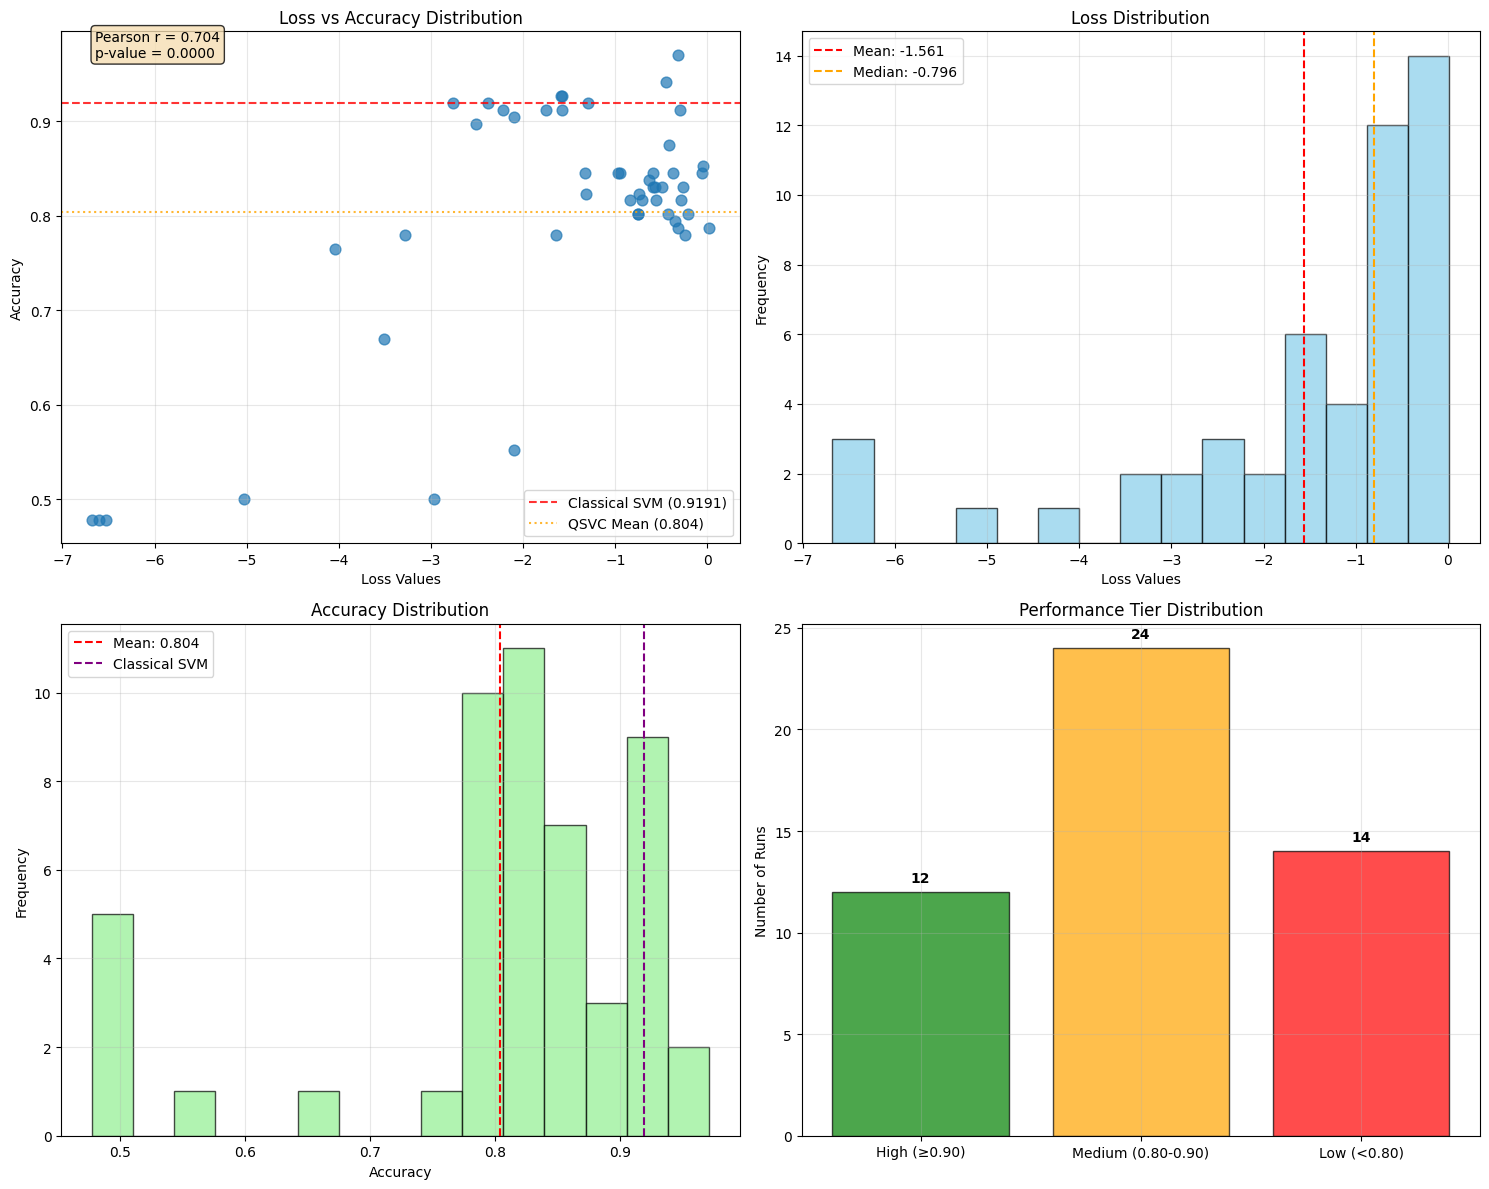 Loss vs Accuracy Distribution
Pearson r = 0.704
p-value = 0.0000
Accuracy
0.9
0.8
0.7
0.6
0.5
Classical SVM (0.9191)
QSVC Mean (0.804)
−7 −6 −5 −4 −3 −2 −1 0
Loss Values
Loss Distribution
Mean: -1.561
Median: -0.796
Frequency
14
12
10
8
6
4
2
0
−6 −5 −4 −3 −2 −1 0
Loss Values
Accuracy Distribution
Mean: 0.804
Classical SVM
Frequency
10
8
6
4
2
0
0.5 0.6 0.7 0.8 0.9
Accuracy
Performance Tier Distribution
Number of Runs
25
20
15
10
5
0
24
14
12
High (≥0.90) Medium (0.80-0.90) Low (<0.80)